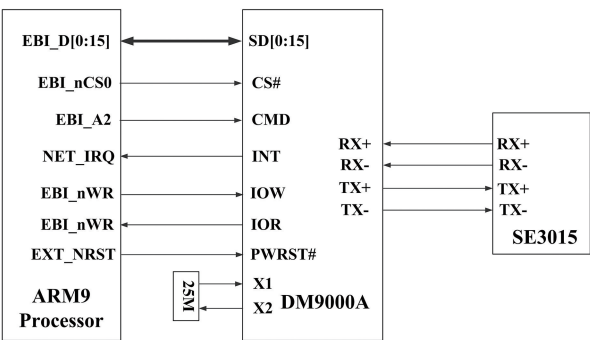 EBI_D[0:15] SD[0:15]
EBI_nCS0 CS#
EBI_A2 CMD
RX+ RX+
NET_IRQ INT
RX- RX-
TX+ TX+
EBI_nWR IOW
TX- TX-
EBI_nWR IOR
SE3015
EXT_NRST PWRST#
25M
X1
ARM9
X2 DM9000A
Processor